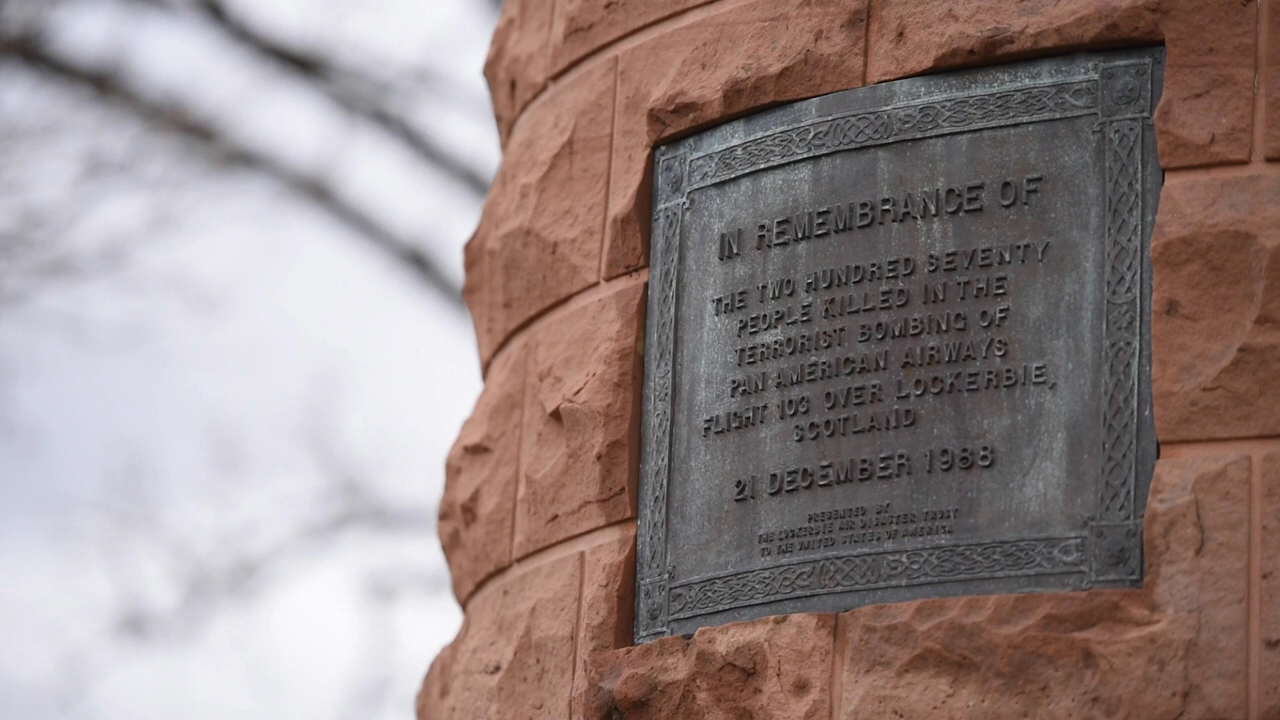 IN REMEMBRANCE OF
THE TWO HUNDRED SEVENTY
PEOPLE KILLED IN THE
TERRORIST BOMBING OF
PAN AMERICAN AIRWAYS
FLIGHT 103 OVER LOCKERBIE,
SCOTLAND
21 DECEMBER 1988
PRESENTED BY
THE LOCKERBIE AIR DISASTER TRUST
TO THE UNITED STATES OF AMERICA